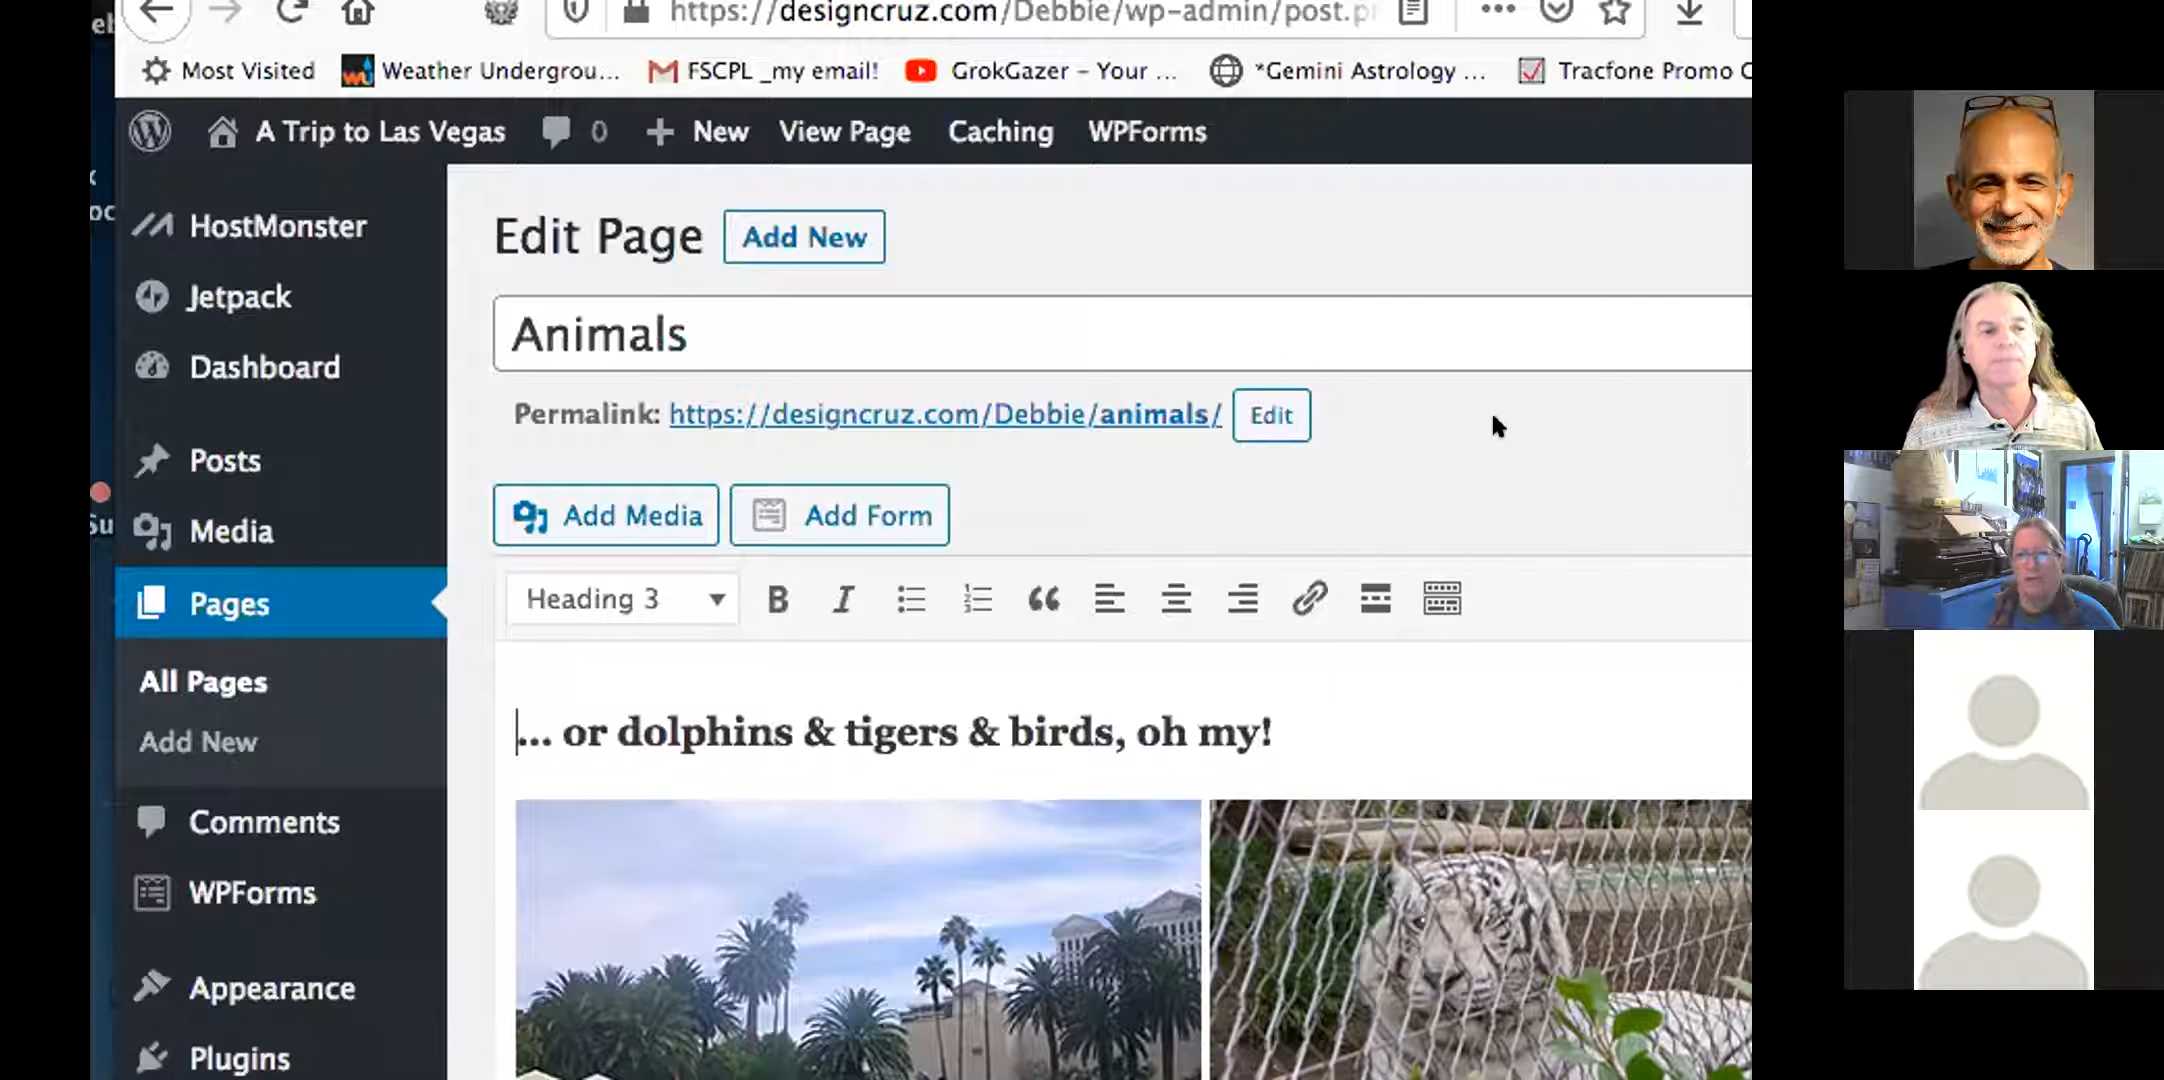 https://designcruz.com/Debbie/wp-admin/post.p
Most Visited
Weather Undergrou...
FSCPL _my email!
GrokGazer – Your ...
*Gemini Astrology ...
Tracfone Promo C
A Trip to Las Vegas
0
New
View Page
Caching
WPForms
HostMonster
Jetpack
Dashboard
Posts
Media
Pages
All Pages
Add New
Comments
WPForms
Appearance
Plugins
Edit Page
Add New
Animals
Permalink: https://designcruz.com/Debbie/animals/
Edit
Add Media
Add Form
Heading 3
... or dolphins & tigers & birds, oh my!